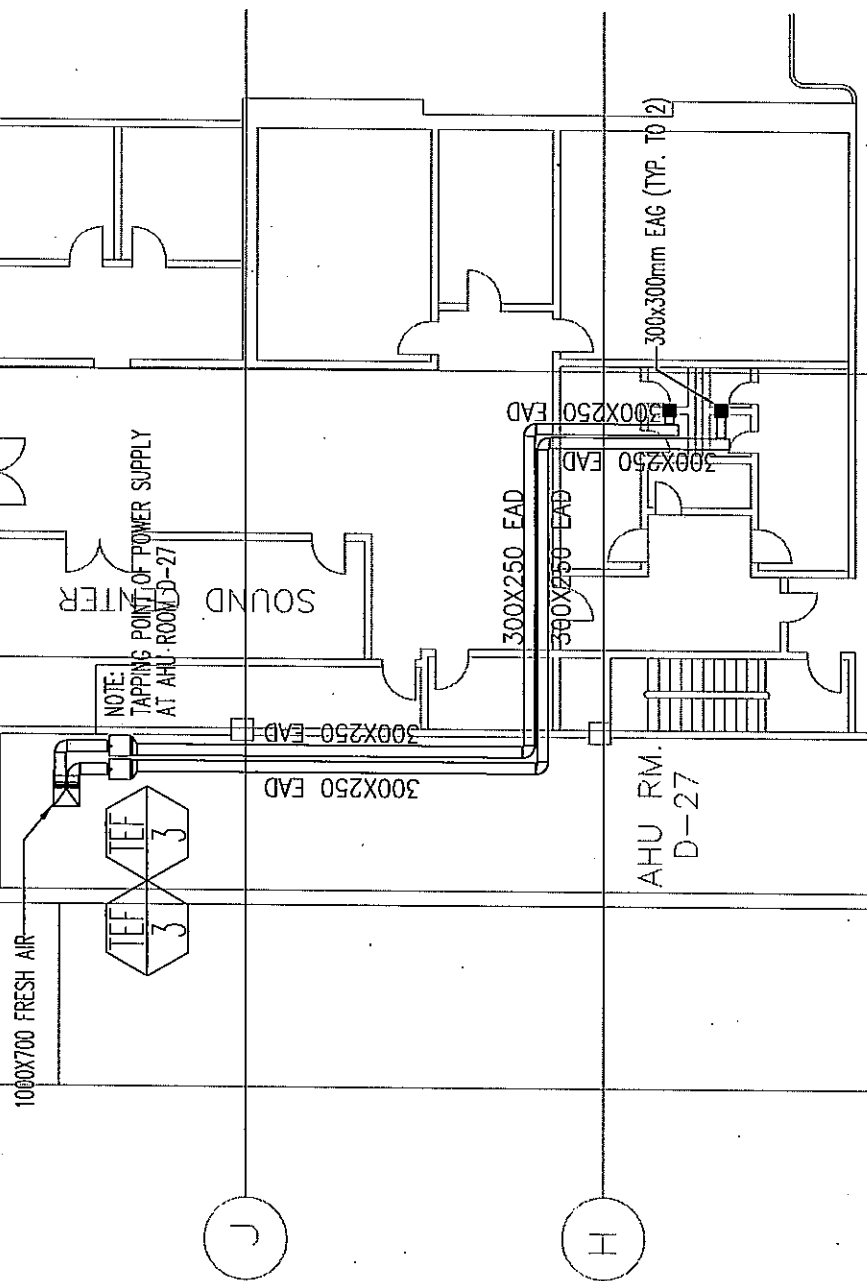 300x300mm EAG (TYP. TO 2)
300X250 EAD
300X250 EAD
NOTE:
TAPPING POINT OF POWER SUPPLY
AT AHU ROOM D-27
SOUND CENTER
300X250 EAD
300X250 EAD
300X250 EAD
300X250 EAD
1000X700 FRESH AIR
TEF
3
TEF
3
AHU RM.
D-27
J
H